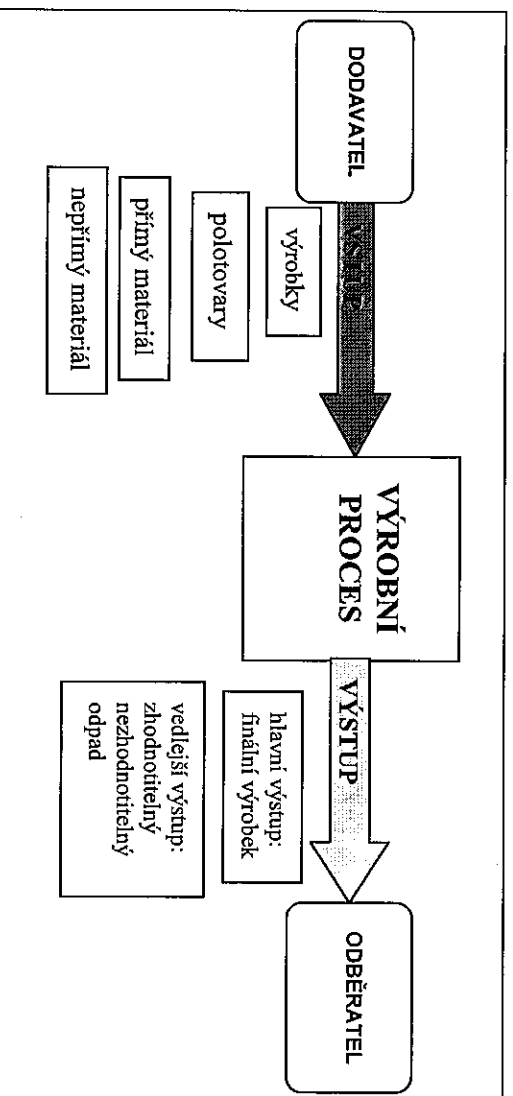 DODAVATEL
VSTUP
výrobky
polotovary
přímý materiál
nepřímý materiál
VÝROBNÍ
PROCES
VÝSTUP
hlavní výstup:
finální výrobek
vedlejší výstup:
zhodnotitelný
nezhodnotitelný
odpad
ODBĚRATEL